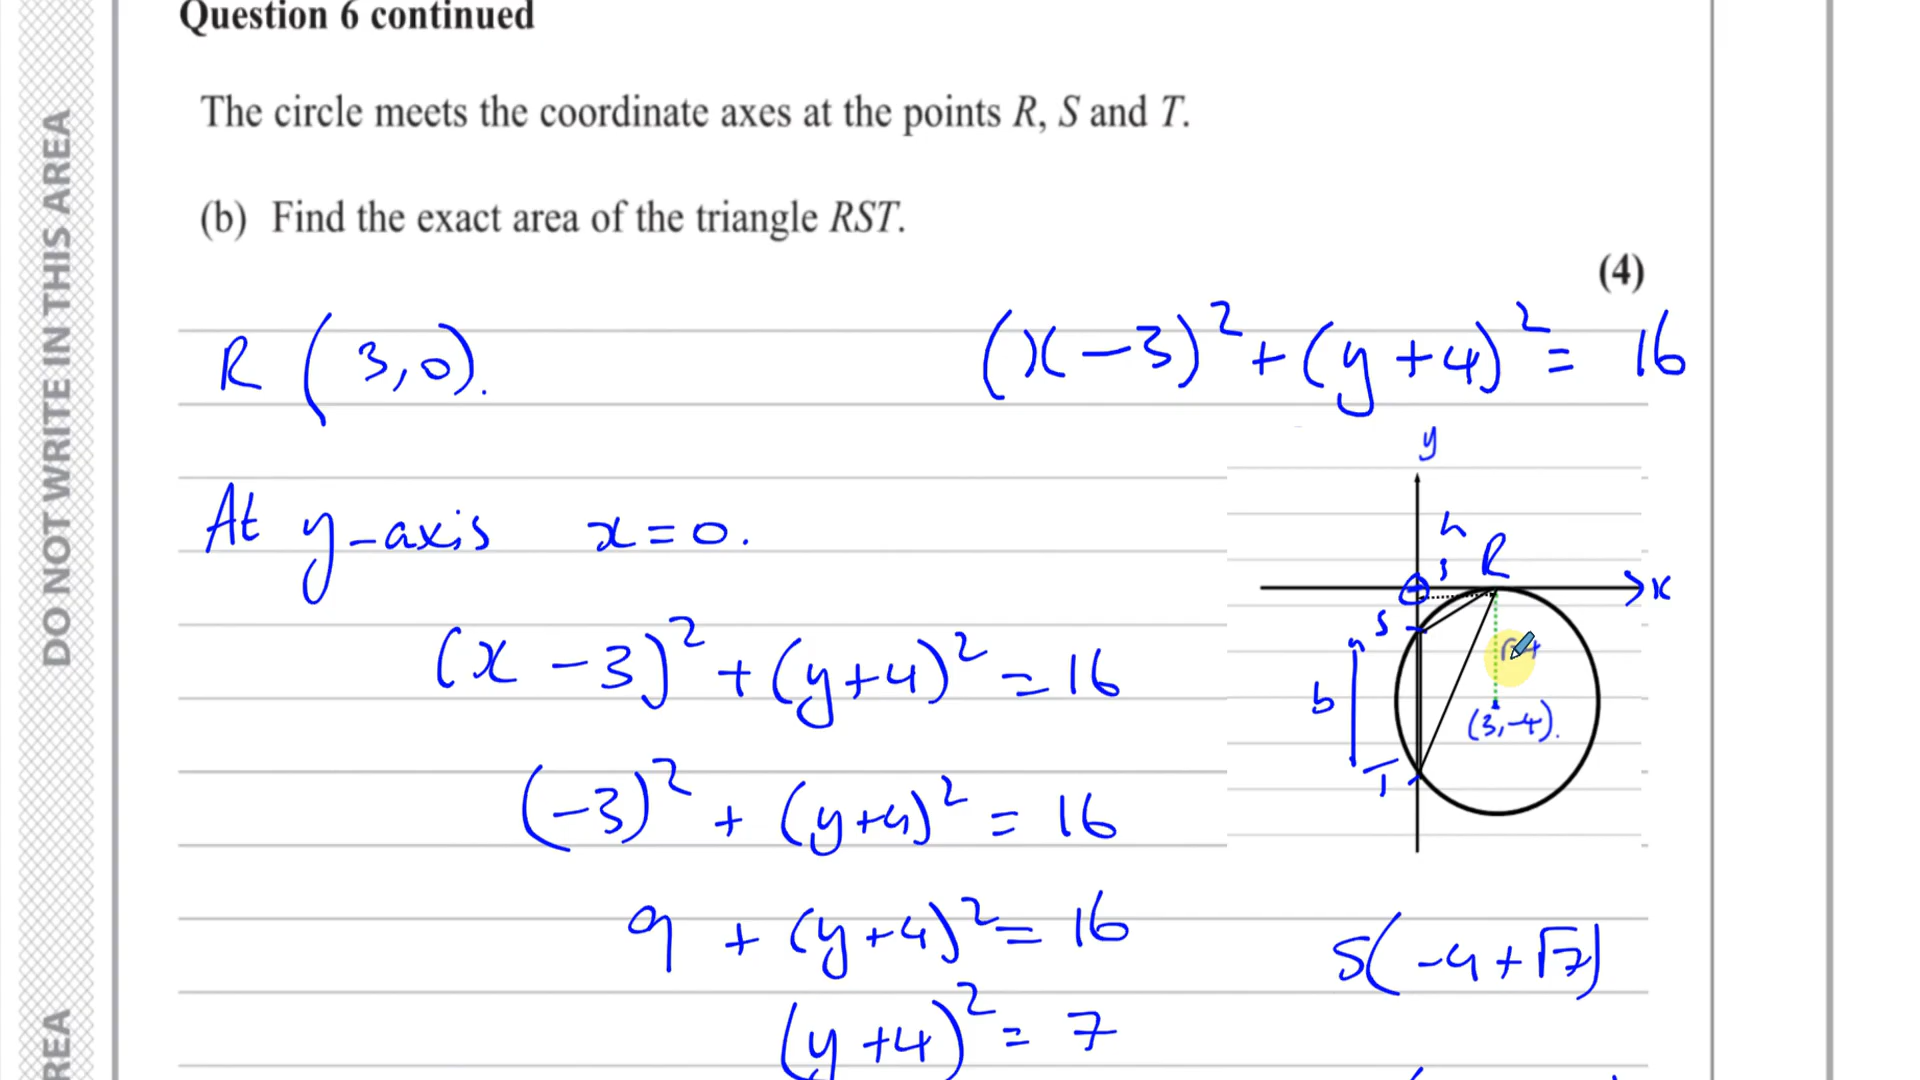 Question 6 continued
The circle meets the coordinate axes at the points R, S and T.
(b) Find the exact area of the triangle RST.
(4)
R (3,0).
(x-3)² + (y+4)² = 16
At y-axis x=0.
(x-3)² + (y+4)² = 16
(-3)² + (y+4)² = 16
9 + (y+4)² = 16
(y+4)² = 7
y
h
3
R
x
S
b
(3,-4).
T
S(-4+√7)
DO NOT WRITE IN THIS AREA
REA